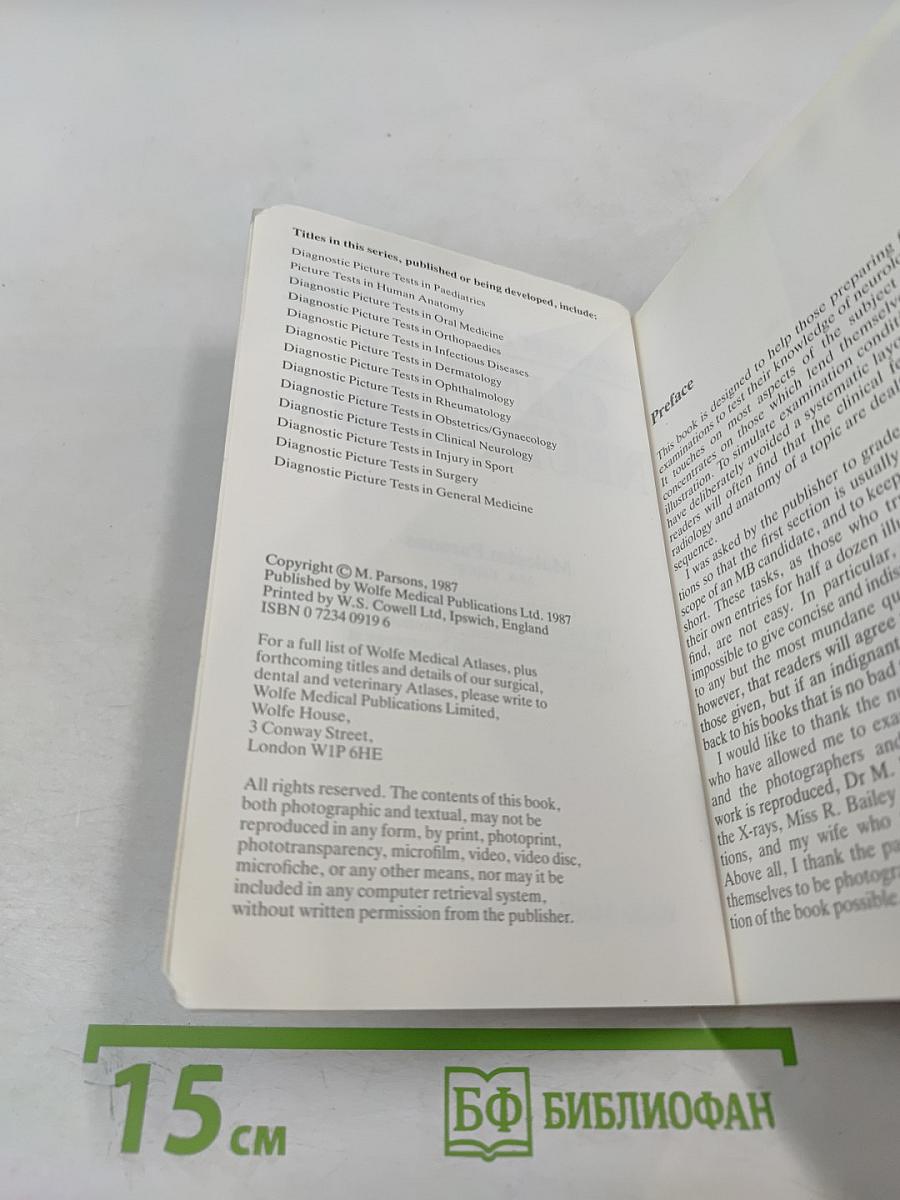 Titles in this series, published or being developed, include:
Diagnostic Picture Tests in Paediatrics
Picture Tests in Human Anatomy
Diagnostic Picture Tests in Oral Medicine
Diagnostic Picture Tests in Orthopaedics
Diagnostic Picture Tests in Infectious Diseases
Diagnostic Picture Tests in Dermatology
Diagnostic Picture Tests in Ophthalmology
Diagnostic Picture Tests in Rheumatology
Diagnostic Picture Tests in Obstetrics/Gynaecology
Diagnostic Picture Tests in Clinical Neurology
Diagnostic Picture Tests in Injury in Sport
Diagnostic Picture Tests in Surgery
Diagnostic Picture Tests in General Medicine
Copyright © M. Parsons, 1987
Published by Wolfe Medical Publications Ltd. 1987
Printed by W.S. Cowell Ltd, Ipswich, England
ISBN 0 7234 0919 6
For a full list of Wolfe Medical Atlases, plus
forthcoming titles and details of our surgical,
dental and veterinary Atlases, please write to
Wolfe Medical Publications Limited,
Wolfe House,
3 Conway Street,
London W1P 6HE
All rights reserved. The contents of this book,
both photographic and textual, may not be
reproduced in any form, by print, photoprint,
phototransparency, microfilm, video, video disc,
microfiche, or any other means, nor may it be
included in any computer retrieval system,
without written permission from the publisher.
Preface
This book is designed to help those preparing
examinations to test their knowledge of neurolo
It touches on most aspects of the subject
concentrates on those which lend themselve
illustration. To simulate examination conditi
have deliberately avoided a systematic layo
readers will often find that the clinical fe
radiology and anatomy of a topic are deal
sequence.
I was asked by the publisher to grade
tions so that the first section is usually
scope of an MB candidate, and to keep
short. These tasks, as those who tr
their own entries for half a dozen illu
find, are not easy. In particular,
impossible to give concise and indis
to any but the most mundane qu
however, that readers will agree
those given, but if an indignant
back to his books that is no bad
I would like to thank the nu
who have allowed me to exa
and the photographers and
work is reproduced, Dr M.
the X-rays, Miss R. Bailey
tions, and my wife who
Above all, I thank the pa
themselves to be photogra
tion of the book possible.
15 см
БФ БИБЛИОФАН